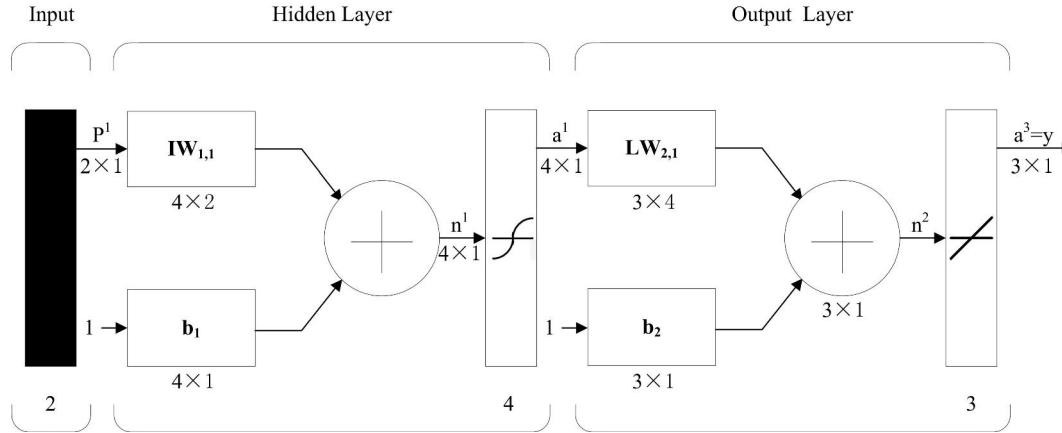 Input
Hidden Layer
Output Layer
P¹
2×1
IW₁,₁
4×2
1
b₁
4×1
n¹
4×1
a¹
4×1
LW₂,₁
3×4
1
b₂
3×1
3×1
n²
a³=y
3×1
2
4
3